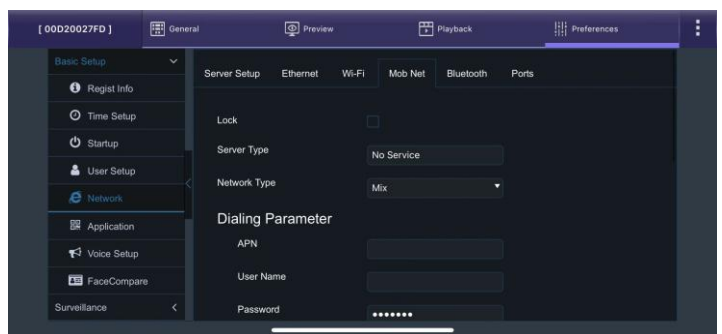 [ 00D20027FD ] General Preview Playback Preferences
Basic Setup
Regist Info
Time Setup
Startup
User Setup
Network
Application
Voice Setup
FaceCompare
Surveillance
Server Setup Ethernet Wi-Fi Mob Net Bluetooth Ports
Lock
Server Type No Service
Network Type Mix
Dialing Parameter
APN
User Name
Password •••••••